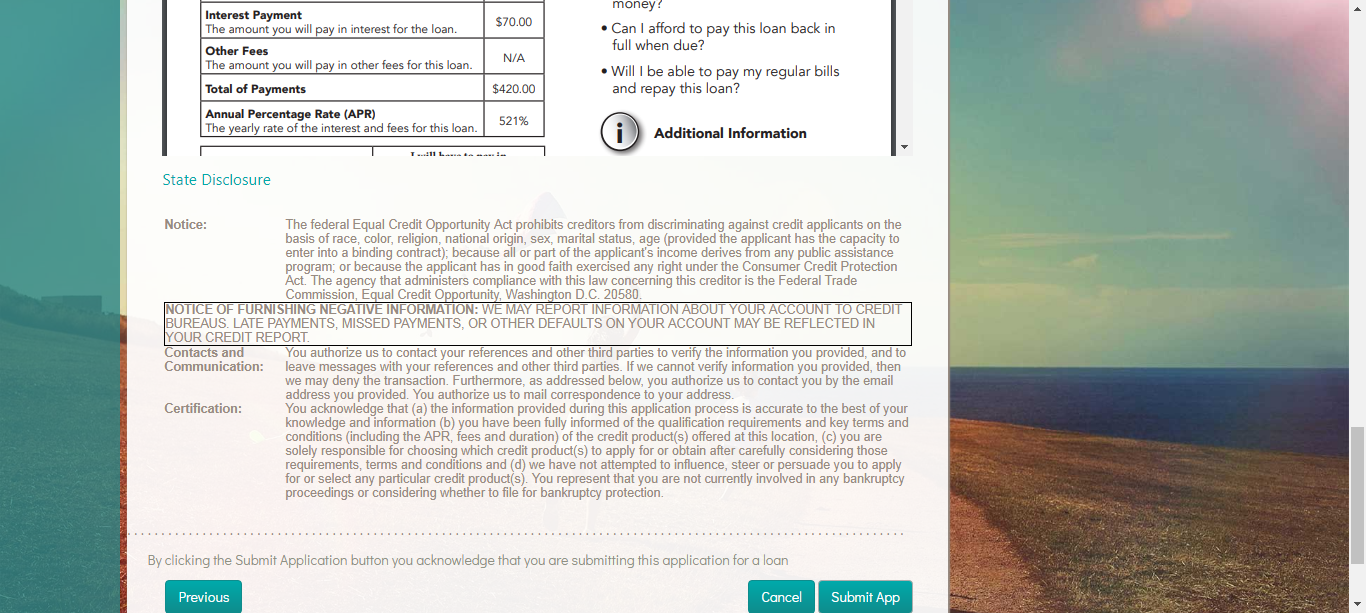 Interest Payment
The amount you will pay in interest for the loan.
$70.00
Other Fees
The amount you will pay in other fees for this loan.
N/A
Total of Payments
$420.00
Annual Percentage Rate (APR)
The yearly rate of the interest and fees for this loan.
521%
I will have to pay in
money?
• Can I afford to pay this loan back in
full when due?
• Will I be able to pay my regular bills
and repay this loan?
i Additional Information
State Disclosure
Notice: The federal Equal Credit Opportunity Act prohibits creditors from discriminating against credit applicants on the
basis of race, color, religion, national origin, sex, marital status, age (provided the applicant has the capacity to
enter into a binding contract); because all or part of the applicant's income derives from any public assistance
program; or because the applicant has in good faith exercised any right under the Consumer Credit Protection
Act. The agency that administers compliance with this law concerning this creditor is the Federal Trade
Commission, Equal Credit Opportunity, Washington D.C. 20580.
NOTICE OF FURNISHING NEGATIVE INFORMATION: WE MAY REPORT INFORMATION ABOUT YOUR ACCOUNT TO CREDIT
BUREAUS. LATE PAYMENTS, MISSED PAYMENTS, OR OTHER DEFAULTS ON YOUR ACCOUNT MAY BE REFLECTED IN
YOUR CREDIT REPORT.
Contacts and
Communication:
You authorize us to contact your references and other third parties to verify the information you provided, and to
leave messages with your references and other third parties. If we cannot verify information you provided, then
we may deny the transaction. Furthermore, as addressed below, you authorize us to contact you by the email
address you provided. You authorize us to mail correspondence to your address.
Certification: You acknowledge that (a) the information provided during this application process is accurate to the best of your
knowledge and information (b) you have been fully informed of the qualification requirements and key terms and
conditions (including the APR, fees and duration) of the credit product(s) offered at this location, (c) you are
solely responsible for choosing which credit product(s) to apply for or obtain after carefully considering those
requirements, terms and conditions and (d) we have not attempted to influence, steer or persuade you to apply
for or select any particular credit product(s). You represent that you are not currently involved in any bankruptcy
proceedings or considering whether to file for bankruptcy protection.
By clicking the Submit Application button you acknowledge that you are submitting this application for a loan
Previous
Cancel
Submit App